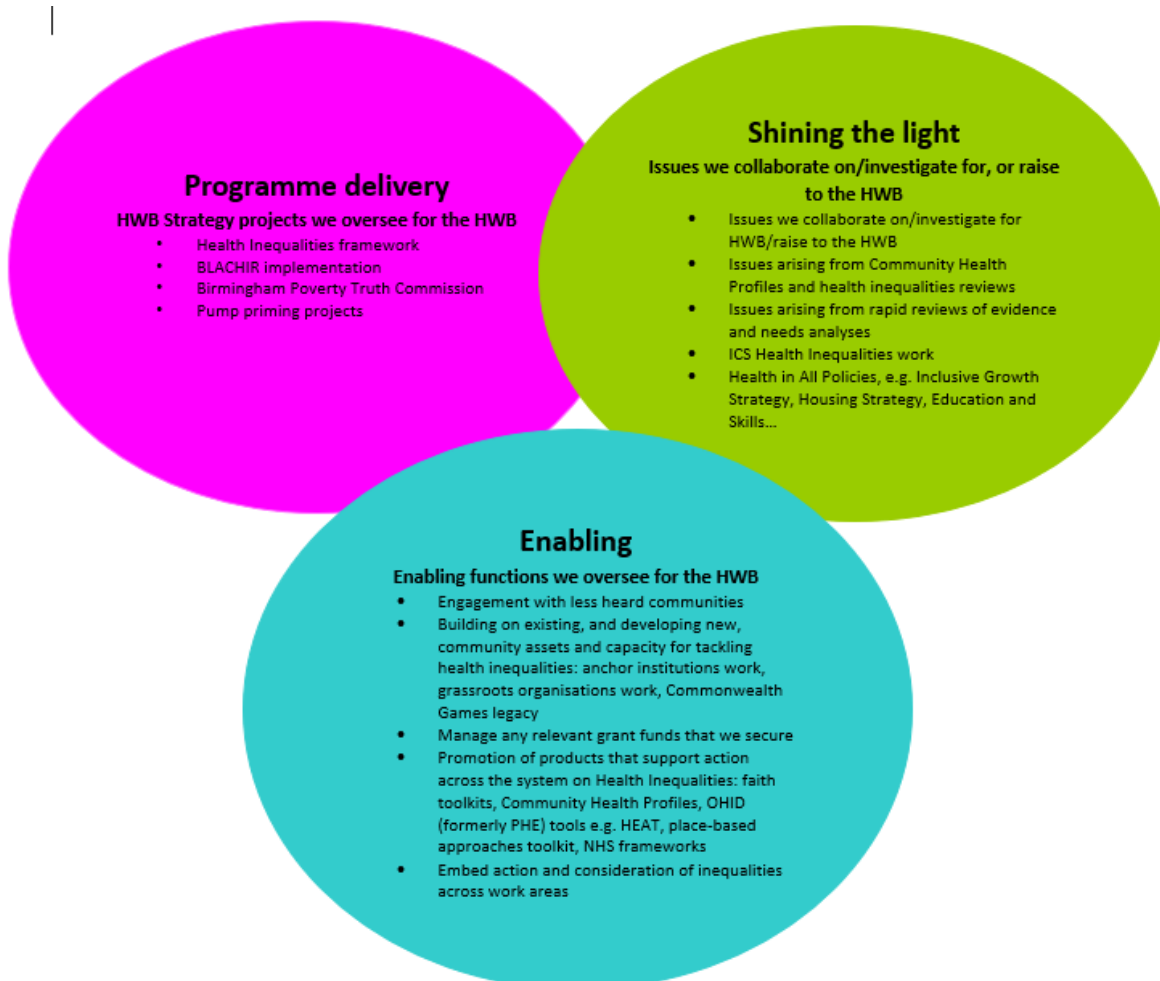 Programme delivery
HWB Strategy projects we oversee for the HWB
• Health Inequalities framework
• BLACHIR implementation
• Birmingham Poverty Truth Commission
• Pump priming projects
Shining the light
Issues we collaborate on/investigate for, or raise
to the HWB
• Issues we collaborate on/investigate for
HWB/raise to the HWB
• Issues arising from Community Health
Profiles and health inequalities reviews
• Issues arising from rapid reviews of evidence
and needs analyses
• ICS Health Inequalities work
• Health in All Policies, e.g. Inclusive Growth
Strategy, Housing Strategy, Education and
Skills...
Enabling
Enabling functions we oversee for the HWB
• Engagement with less heard communities
• Building on existing, and developing new,
community assets and capacity for tackling
health inequalities: anchor institutions work,
grassroots organisations work, Commonwealth
Games legacy
• Manage any relevant grant funds that we secure
• Promotion of products that support action
across the system on Health Inequalities: faith
toolkits, Community Health Profiles, OHID
(formerly PHE) tools e.g. HEAT, place-based
approaches toolkit, NHS frameworks
• Embed action and consideration of inequalities
across work areas